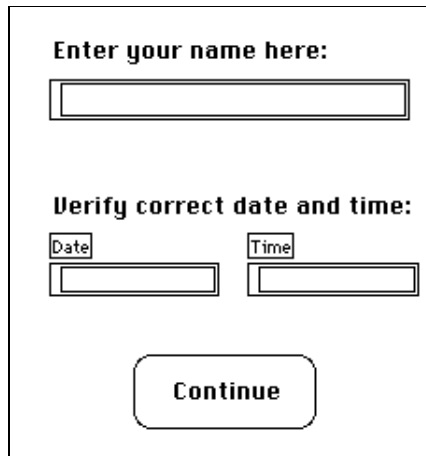 Enter your name here:
Verify correct date and time:
Date Time
Continue